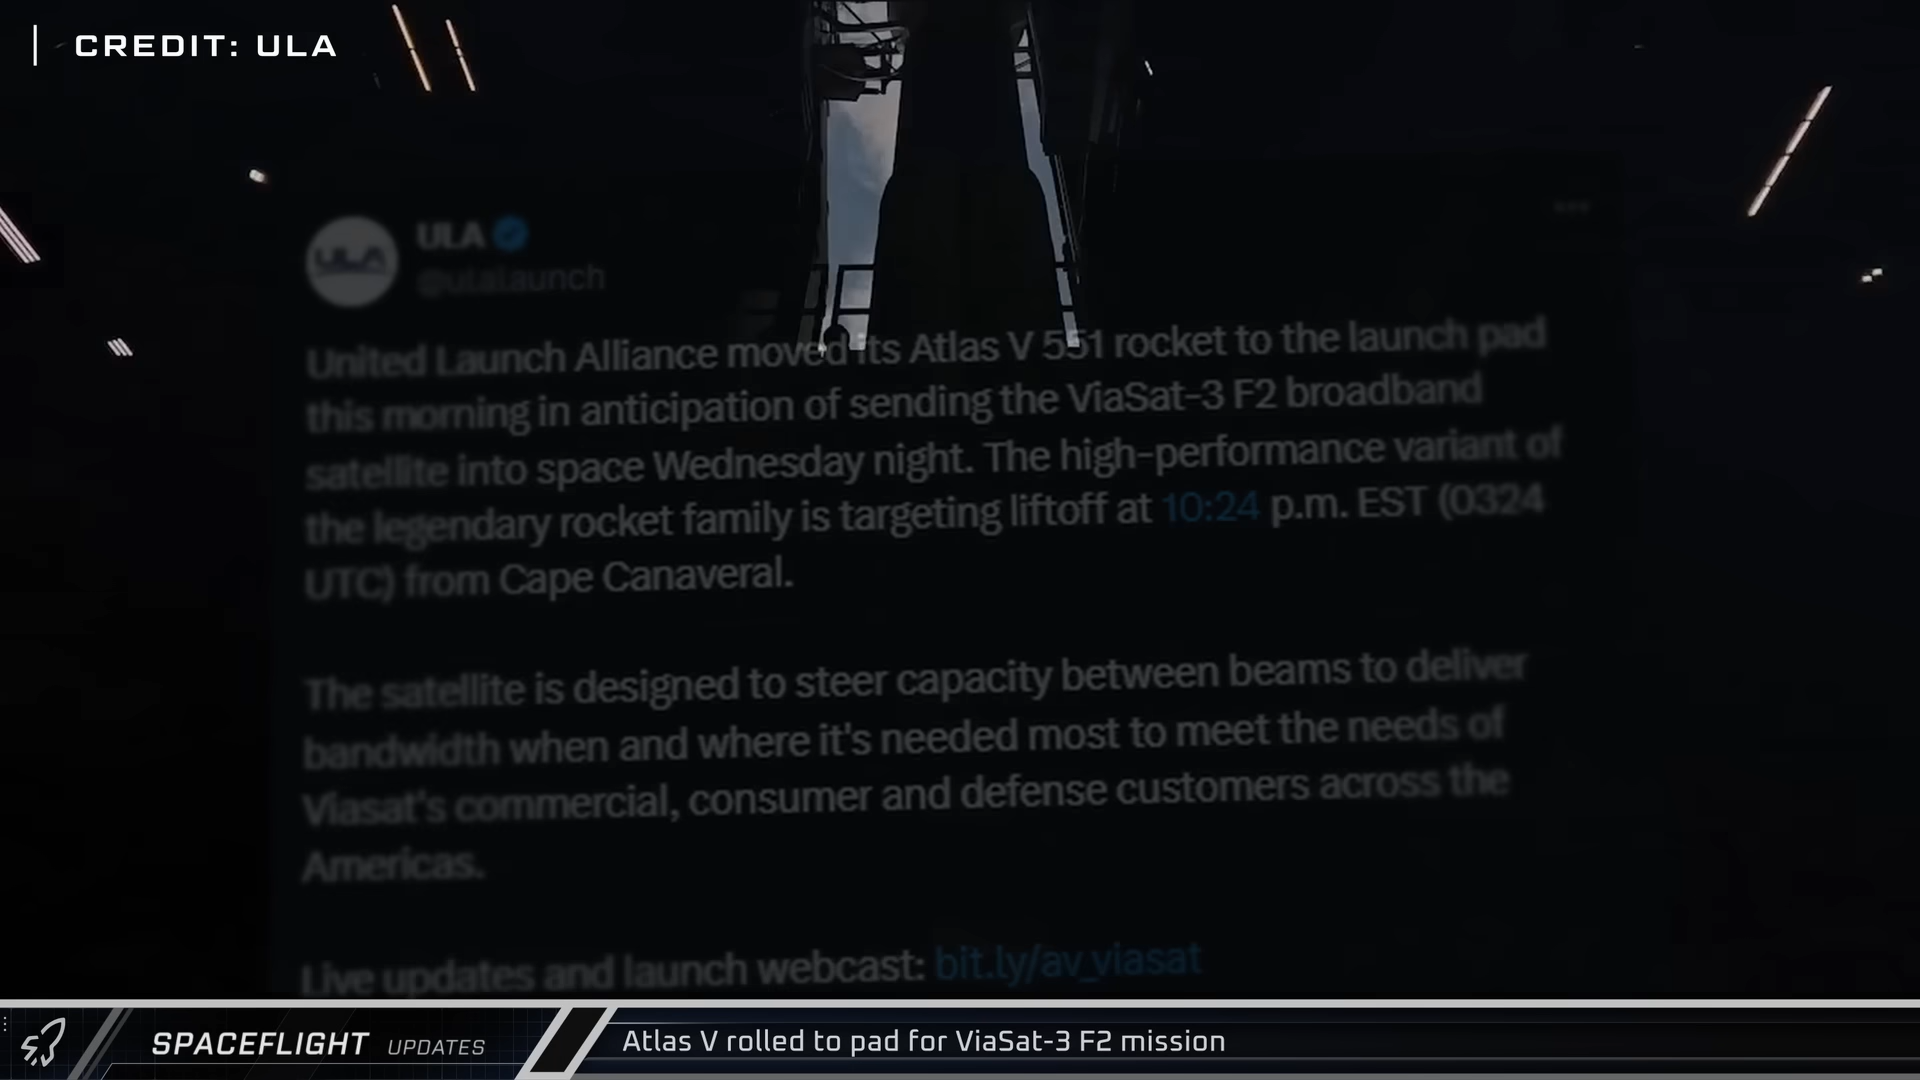 CREDIT: ULA
ULA
ULA
@ulalaunch
United Launch Alliance moved its Atlas V 551 rocket to the launch pad
this morning in anticipation of sending the ViaSat-3 F2 broadband
satellite into space Wednesday night. The high-performance variant of
the legendary rocket family is targeting liftoff at 10:24 p.m. EST (0324
UTC) from Cape Canaveral.
The satellite is designed to steer capacity between beams to deliver
bandwidth when and where it's needed most to meet the needs of
Viasat's commercial, consumer and defense customers across the
Americas.
Live updates and launch webcast: bit.ly/av_viasat
SPACEFLIGHT UPDATES
Atlas V rolled to pad for ViaSat-3 F2 mission